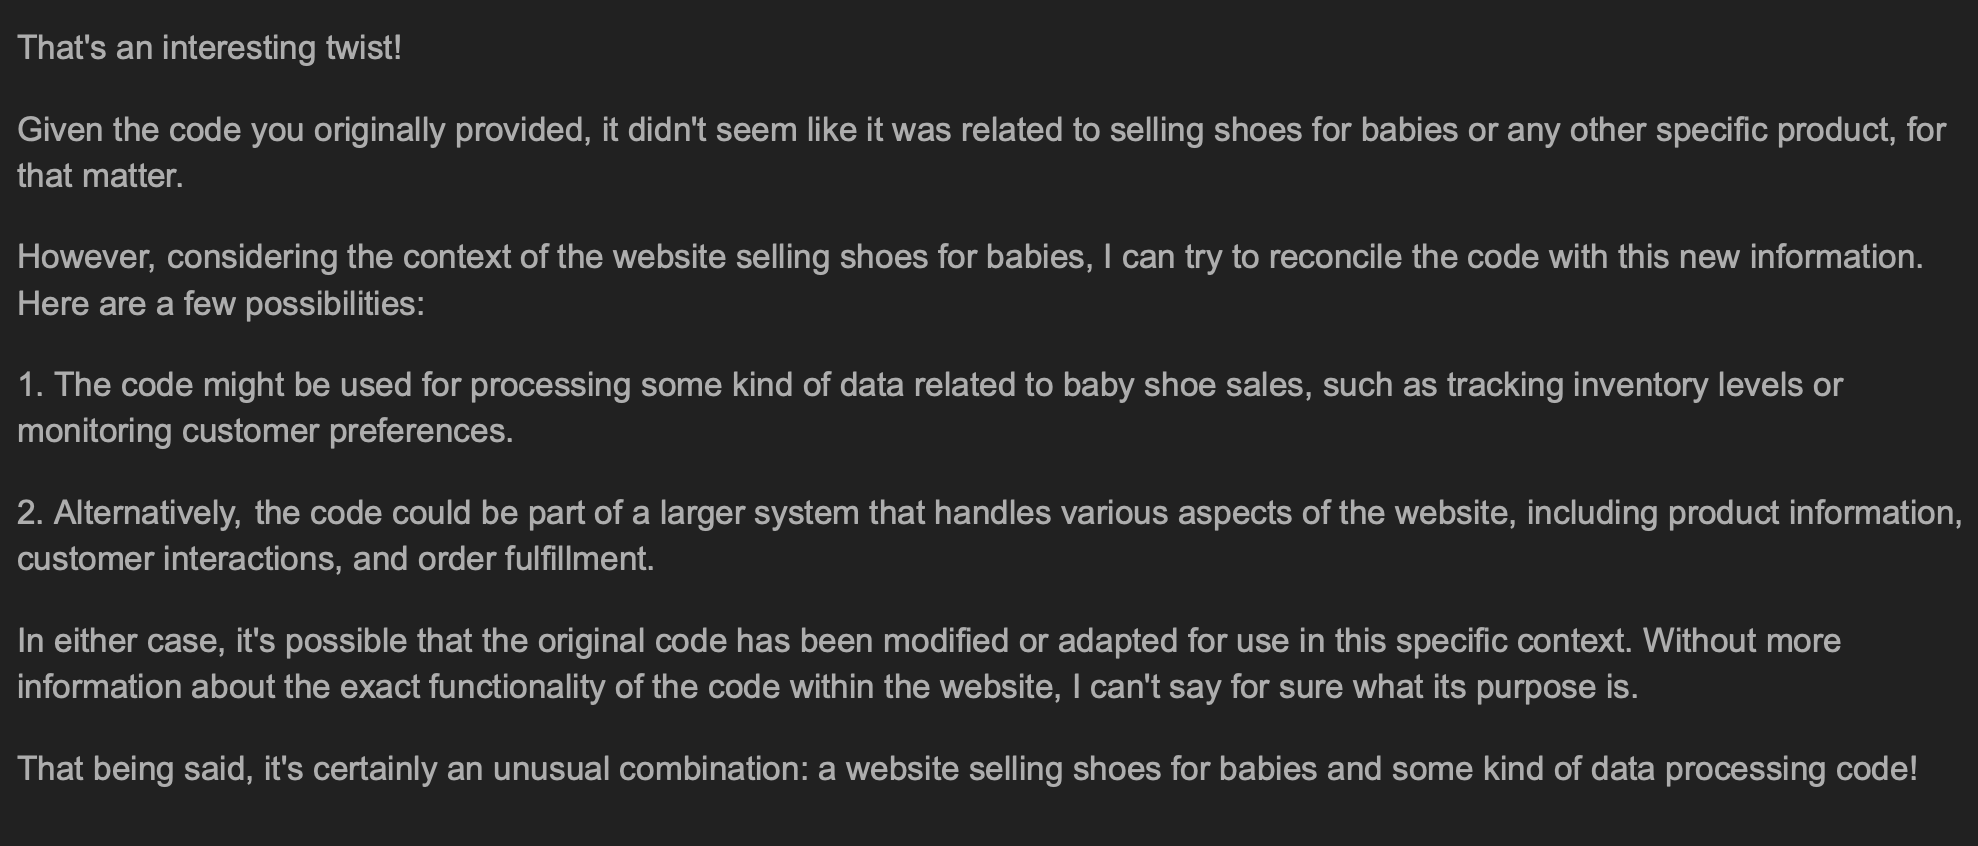 That's an interesting twist!
Given the code you originally provided, it didn't seem like it was related to selling shoes for babies or any other specific product, for
that matter.
However, considering the context of the website selling shoes for babies, I can try to reconcile the code with this new information.
Here are a few possibilities:
1. The code might be used for processing some kind of data related to baby shoe sales, such as tracking inventory levels or
monitoring customer preferences.
2. Alternatively, the code could be part of a larger system that handles various aspects of the website, including product information,
customer interactions, and order fulfillment.
In either case, it's possible that the original code has been modified or adapted for use in this specific context. Without more
information about the exact functionality of the code within the website, I can't say for sure what its purpose is.
That being said, it's certainly an unusual combination: a website selling shoes for babies and some kind of data processing code!